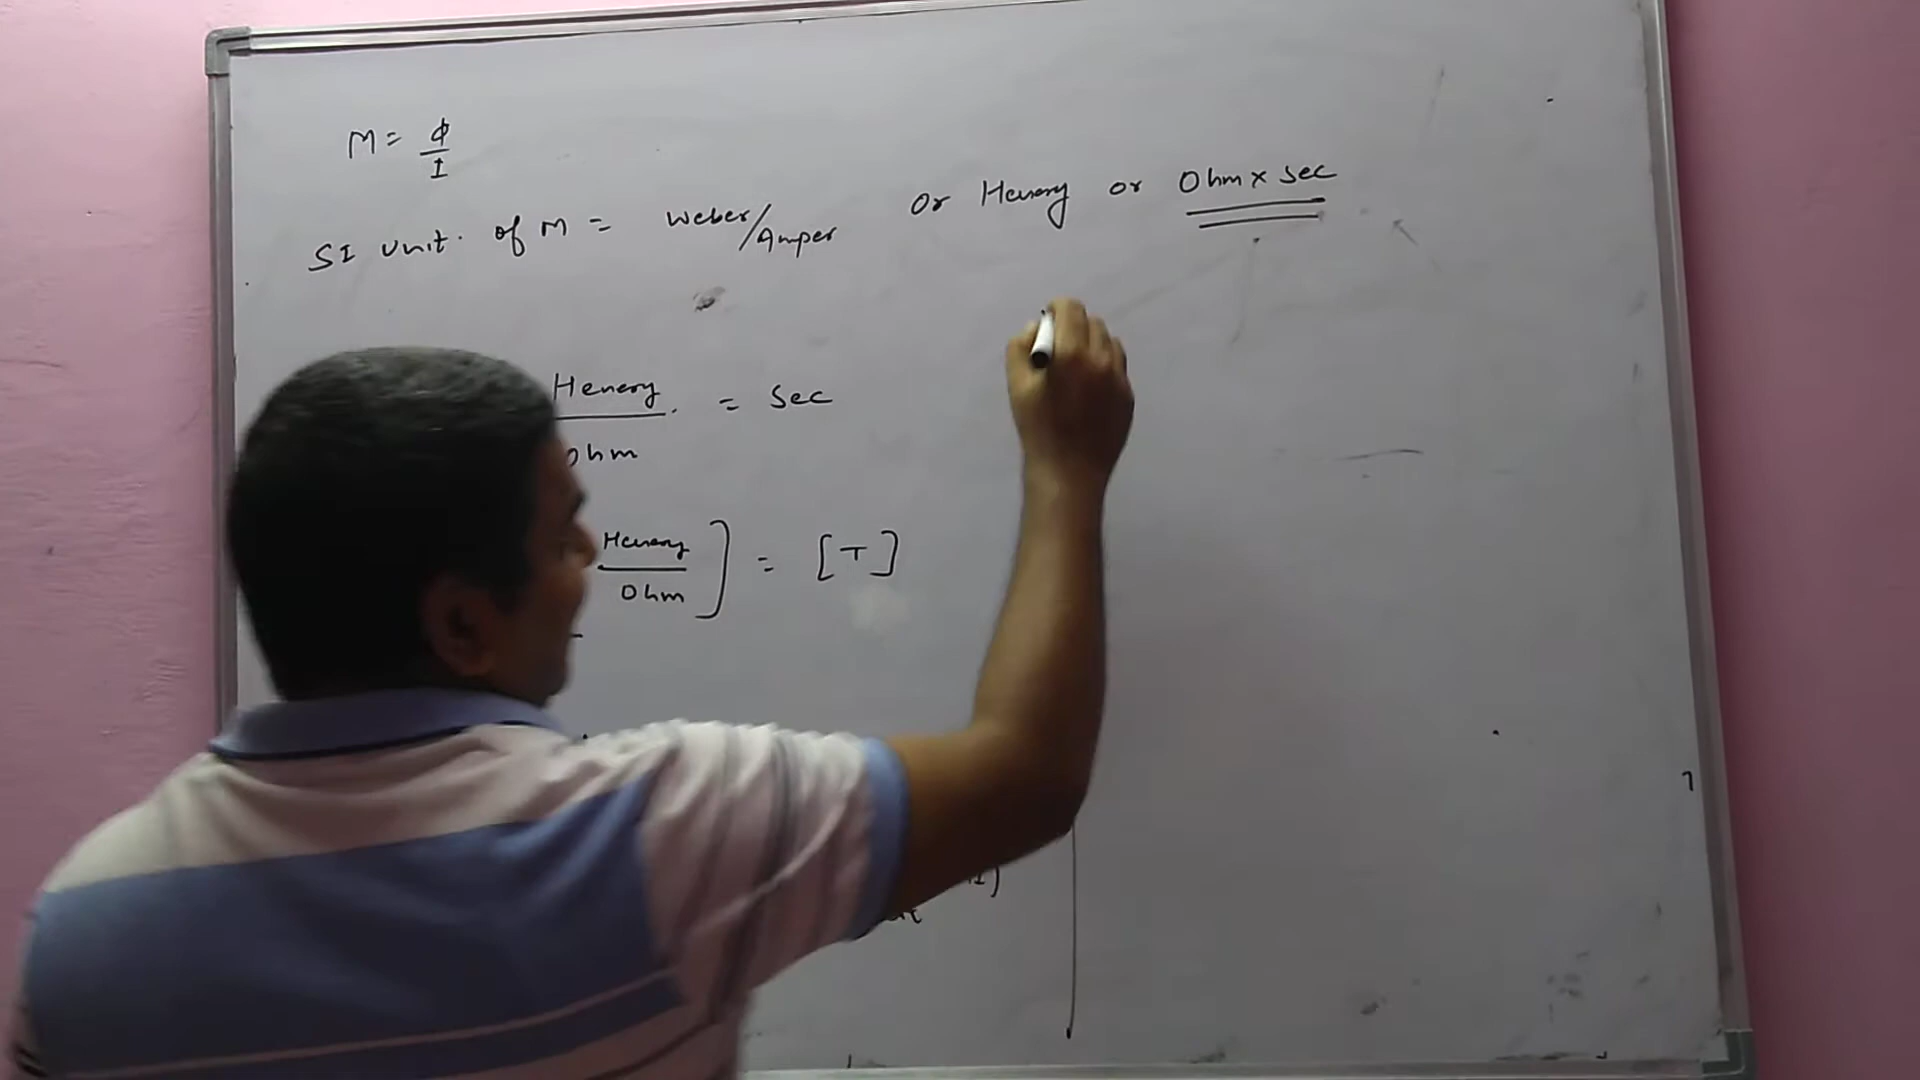 M = Φ/I
SI unit. of M = Weber/Amper or Henery or Ohm x Sec
Henery/Ohm = Sec
Henery/Ohm ] = [T]